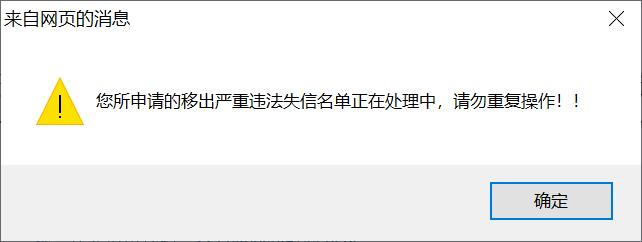 来自网页的消息
您所申请的移出严重违法失信名单正在处理中，请勿重复操作！！
确定